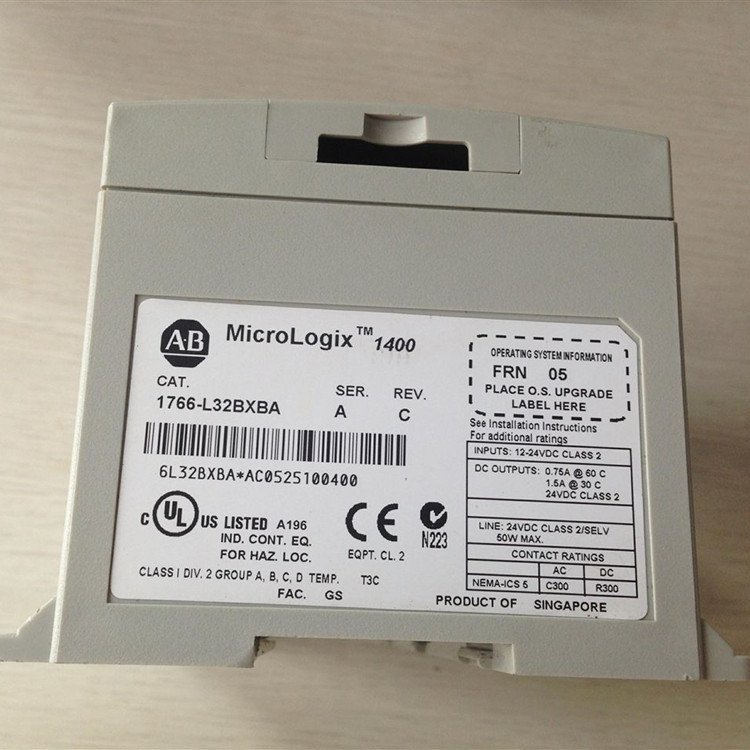 AB
MicroLogix™ 1400
CAT.
SER.
REV.
1766-L32BXBA
A
C
6L32BXBA*AC0525100400
C UL US LISTED A196
IND. CONT. EQ.
FOR HAZ. LOC.
CE
EQPT. CL. 2
N223
CLASS I DIV. 2 GROUP A, B, C, D TEMP. T3C
FAC. GS
OPERATING SYSTEM INFORMATION
FRN 05
PLACE O.S. UPGRADE
LABEL HERE
See Installation Instructions
For additional ratings
INPUTS: 12-24VDC CLASS 2
DC OUTPUTS: 0.75A @ 60 C
1.5A @ 30 C
24VDC CLASS 2
LINE: 24VDC CLASS 2/SELV
50W MAX.
CONTACT RATINGS
AC DC
NEMA-ICS 5 C300 R300
PRODUCT OF SINGAPORE